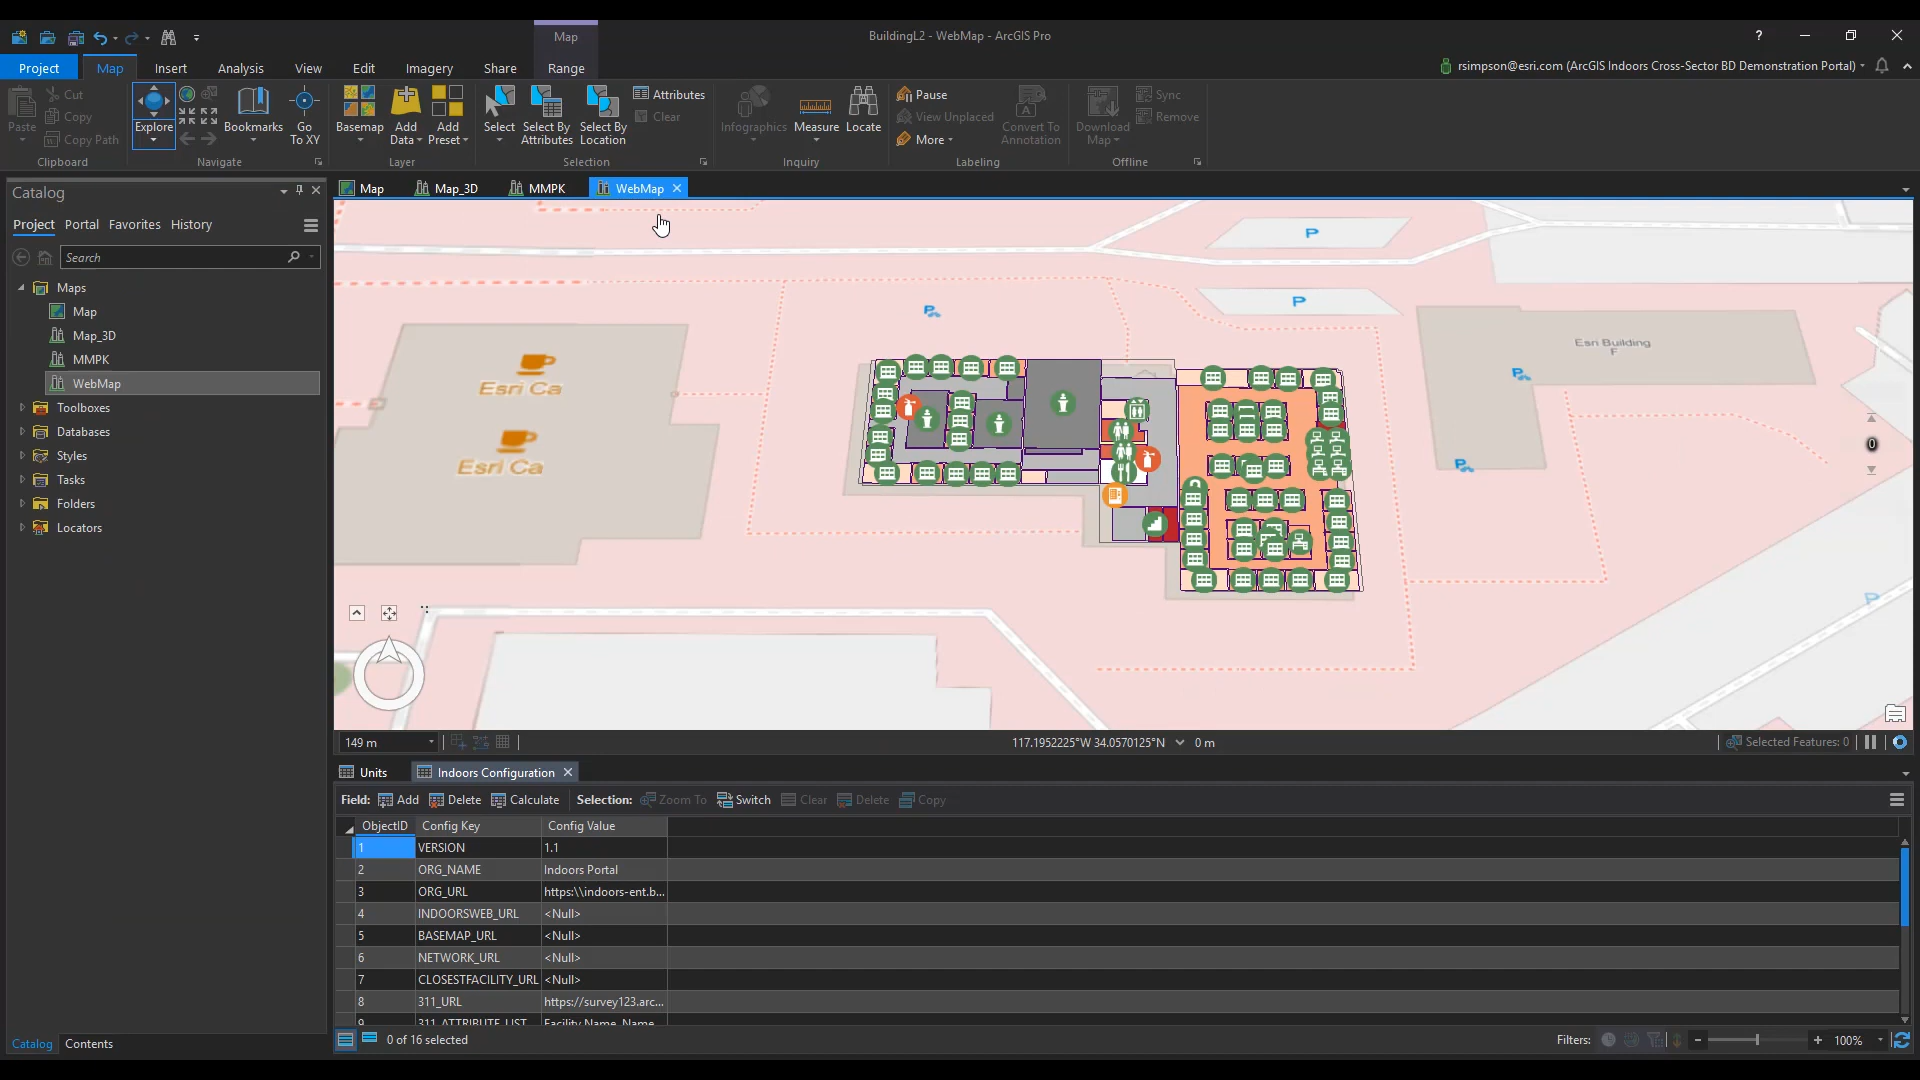 BuildingL2 - WebMap - ArcGIS Pro
Map
?
Project
Map
Insert
Analysis
View
Edit
Imagery
Share
Range
rsimpson@esri.com (ArcGIS Indoors Cross-Sector BD Demonstration Portal)
Paste
Cut
Copy
Copy Path
Clipboard
Explore
Bookmarks
Go
To XY
Navigate
Basemap
Add
Data
Add
Preset
Layer
Select
Select By
Attributes
Select By
Location
Attributes
Clear
Selection
Infographics
Measure
Locate
Inquiry
Pause
View Unplaced
More
Convert To
Annotation
Labeling
Download
Map
Sync
Remove
Offline
Catalog
Project
Portal
Favorites
History
Search
Maps
Map
Map_3D
MMPK
WebMap
Toolboxes
Databases
Styles
Tasks
Folders
Locators
Catalog
Contents
Map
Map_3D
MMPK
WebMap
P
P
P
P
P
P
Esri Building
F
Esri Ca
Esri Ca
0
149 m
117.1952225°W 34.0570125°N
0 m
Selected Features: 0
Units
Indoors Configuration
Field:
Add
Delete
Calculate
Selection:
Zoom To
Switch
Clear
Delete
Copy
ObjectID
Config Key
Config Value
1
VERSION
1.1
2
ORG_NAME
Indoors Portal
3
ORG_URL
https:\\indoors-ent.b...
4
INDOORSWEB_URL
<Null>
5
BASEMAP_URL
<Null>
6
NETWORK_URL
<Null>
7
CLOSESTFACILITY_URL
<Null>
8
311_URL
https://survey123.arc...
9
311_ATTRIBUTE_LIST
Facility Name, Name
0 of 16 selected
Filters:
100%